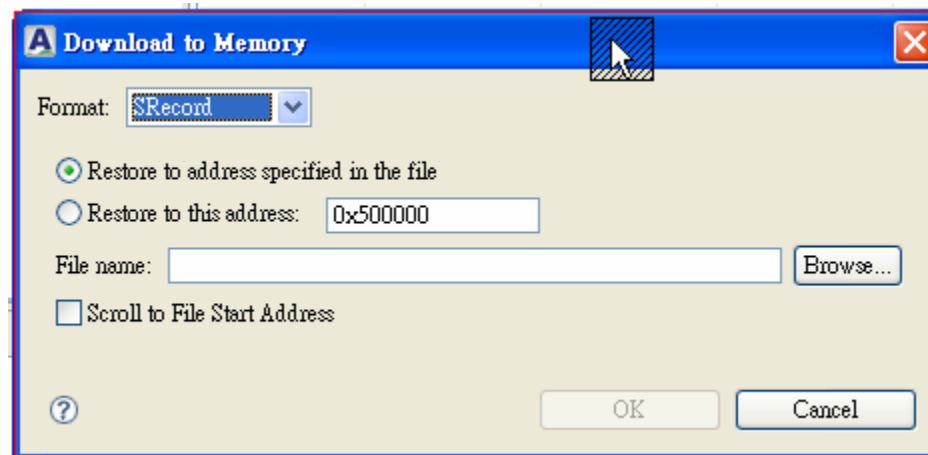 Download to Memory
Format: SRecord
Restore to address specified in the file
Restore to this address: 0x500000
File name: Browse...
Scroll to File Start Address
? OK Cancel